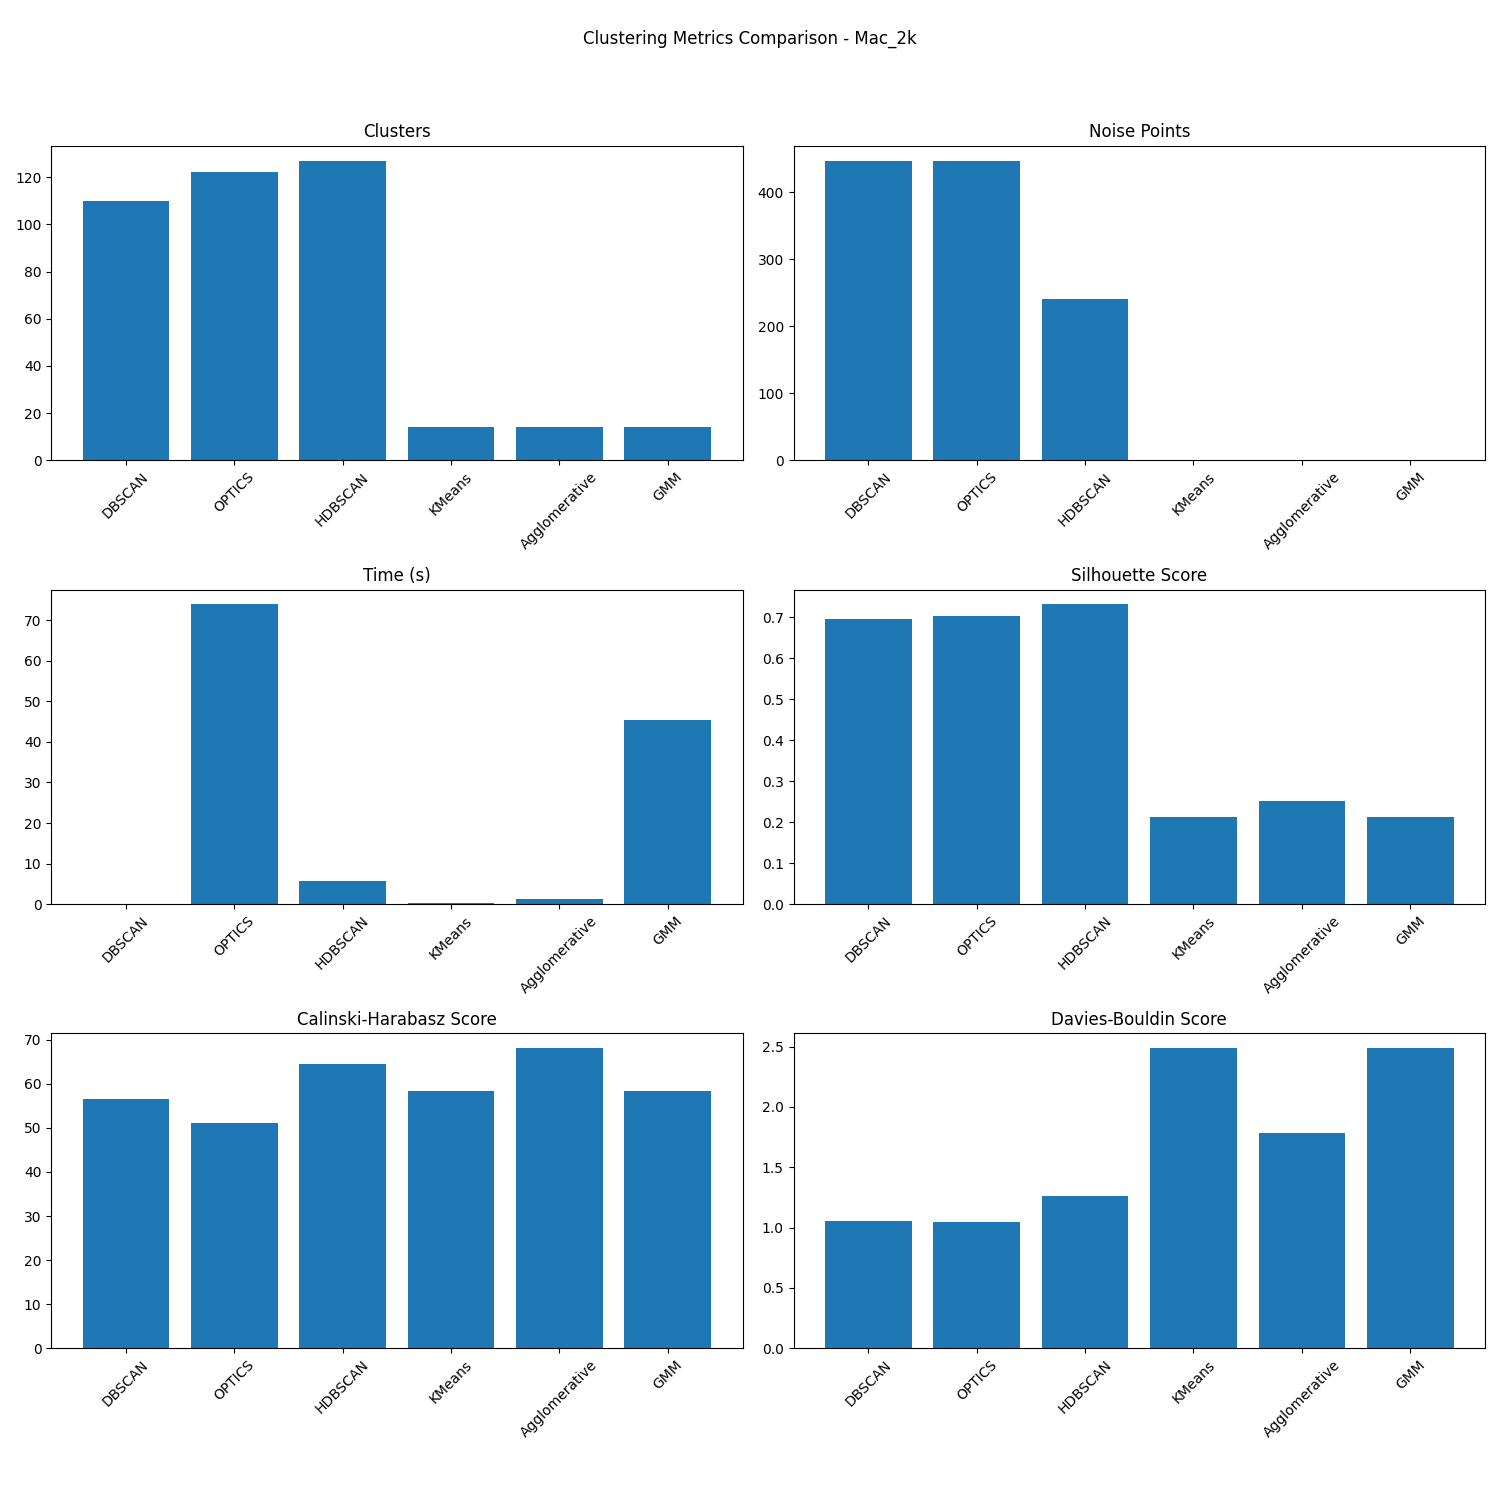 Clustering Metrics Comparison - Mac_2k
Clusters
120
100
80
60
40
20
0
DBSCAN
OPTICS
HDBSCAN
KMeans
Agglomerative
GMM
Noise Points
400
300
200
100
0
DBSCAN
OPTICS
HDBSCAN
KMeans
Agglomerative
GMM
Time (s)
70
60
50
40
30
20
10
0
DBSCAN
OPTICS
HDBSCAN
KMeans
Agglomerative
GMM
Silhouette Score
0.7
0.6
0.5
0.4
0.3
0.2
0.1
0.0
DBSCAN
OPTICS
HDBSCAN
KMeans
Agglomerative
GMM
Calinski-Harabasz Score
70
60
50
40
30
20
10
0
DBSCAN
OPTICS
HDBSCAN
KMeans
Agglomerative
GMM
Davies-Bouldin Score
2.5
2.0
1.5
1.0
0.5
0.0
DBSCAN
OPTICS
HDBSCAN
KMeans
Agglomerative
GMM